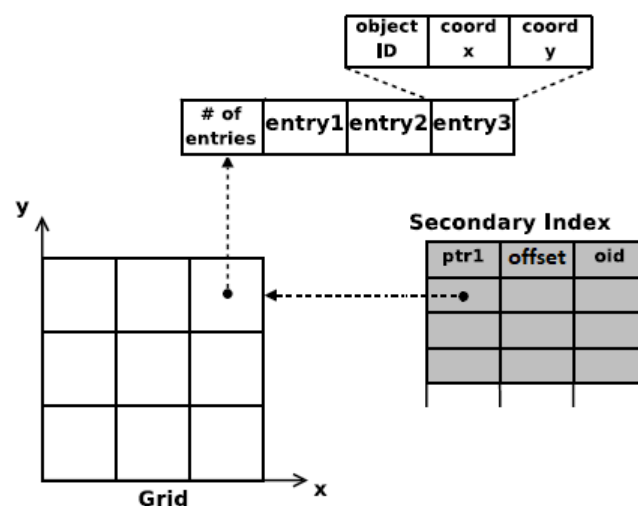 object ID
coord x
coord y
# of entries
entry1
entry2
entry3
y
Secondary Index
ptr1
offset
oid
x
Grid